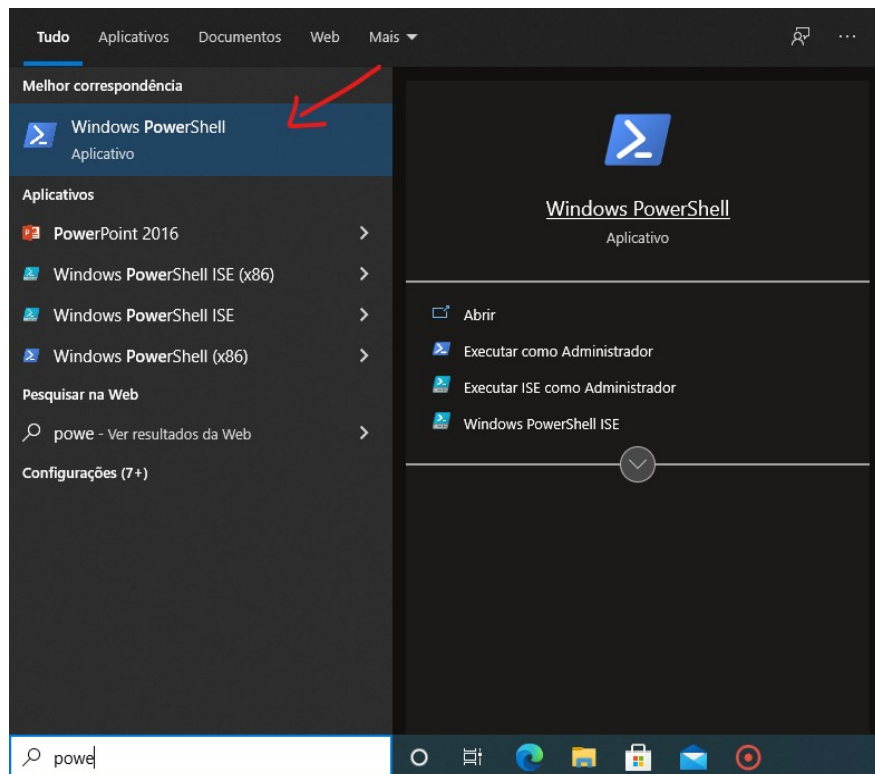 Tudo Aplicativos Documentos Web Mais
Melhor correspondência
Windows PowerShell
Aplicativo
Aplicativos
PowerPoint 2016
Windows PowerShell ISE (x86)
Windows PowerShell ISE
Windows PowerShell (x86)
Pesquisar na Web
powe - Ver resultados da Web
Configurações (7+)
Windows PowerShell
Aplicativo
Abrir
Executar como Administrador
Executar ISE como Administrador
Windows PowerShell ISE
powe